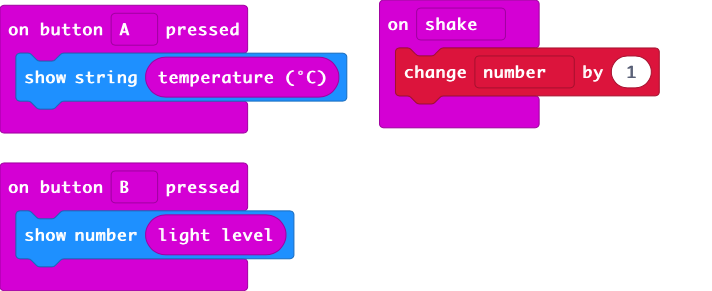 on button A pressed
show string temperature (°C)
on button B pressed
show number light level
on shake
change number by 1